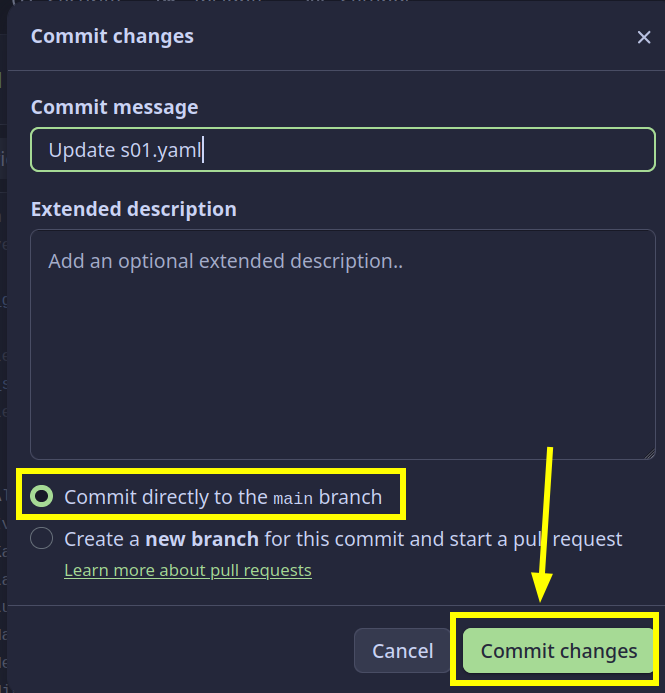 Commit changes
Commit message
Update s01.yaml
Extended description
Add an optional extended description..
Commit directly to the main branch
Create a new branch for this commit and start a pull request
Learn more about pull requests
Cancel
Commit changes